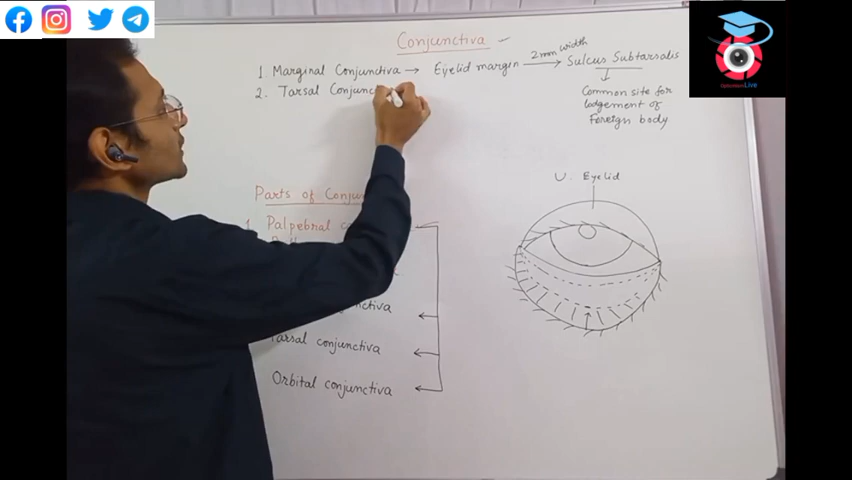 Conjunctiva
1. Marginal Conjunctiva → Eyelid margin 2mm width → Sulcus Subtarsalis
2. Tarsal Conjunc
Common site for
lodgement of
Foreign body
U. Eyelid
Parts of Conju
1. Palpebral co
nctiva
Tarsal conjunctiva
Orbital conjunctiva